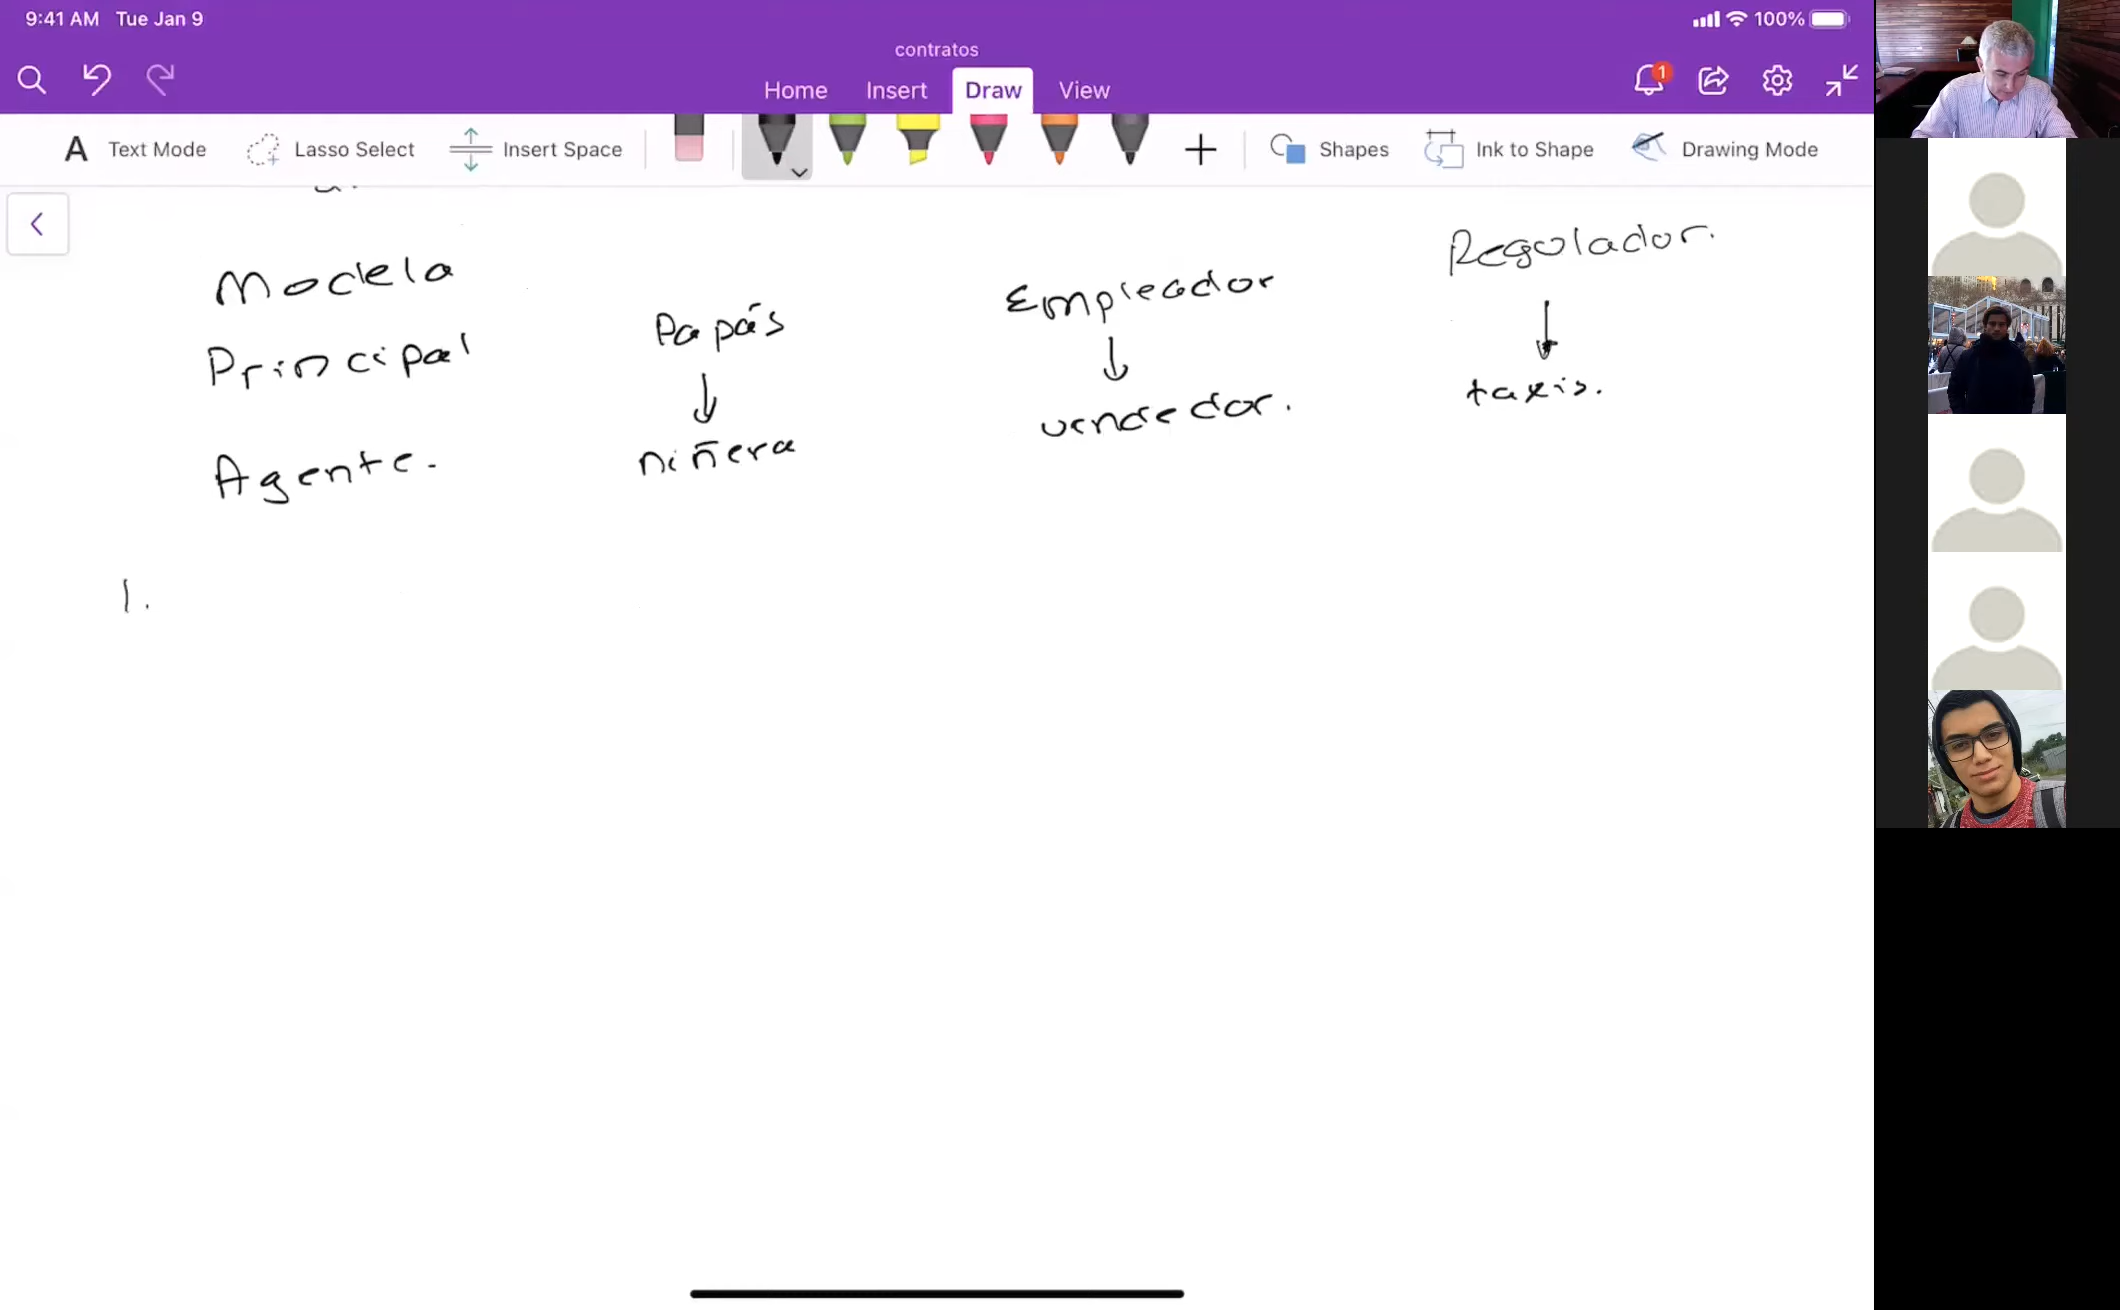 9:41 AM Tue Jan 9
100%
contratos
1
Home Insert Draw View
A Text Mode Lasso Select Insert Space Shapes Ink to Shape Drawing Mode
Modelo
Principal
Agente.
Papás
niñera
Empleador
vendedor.
Regulador.
taxis.
1.